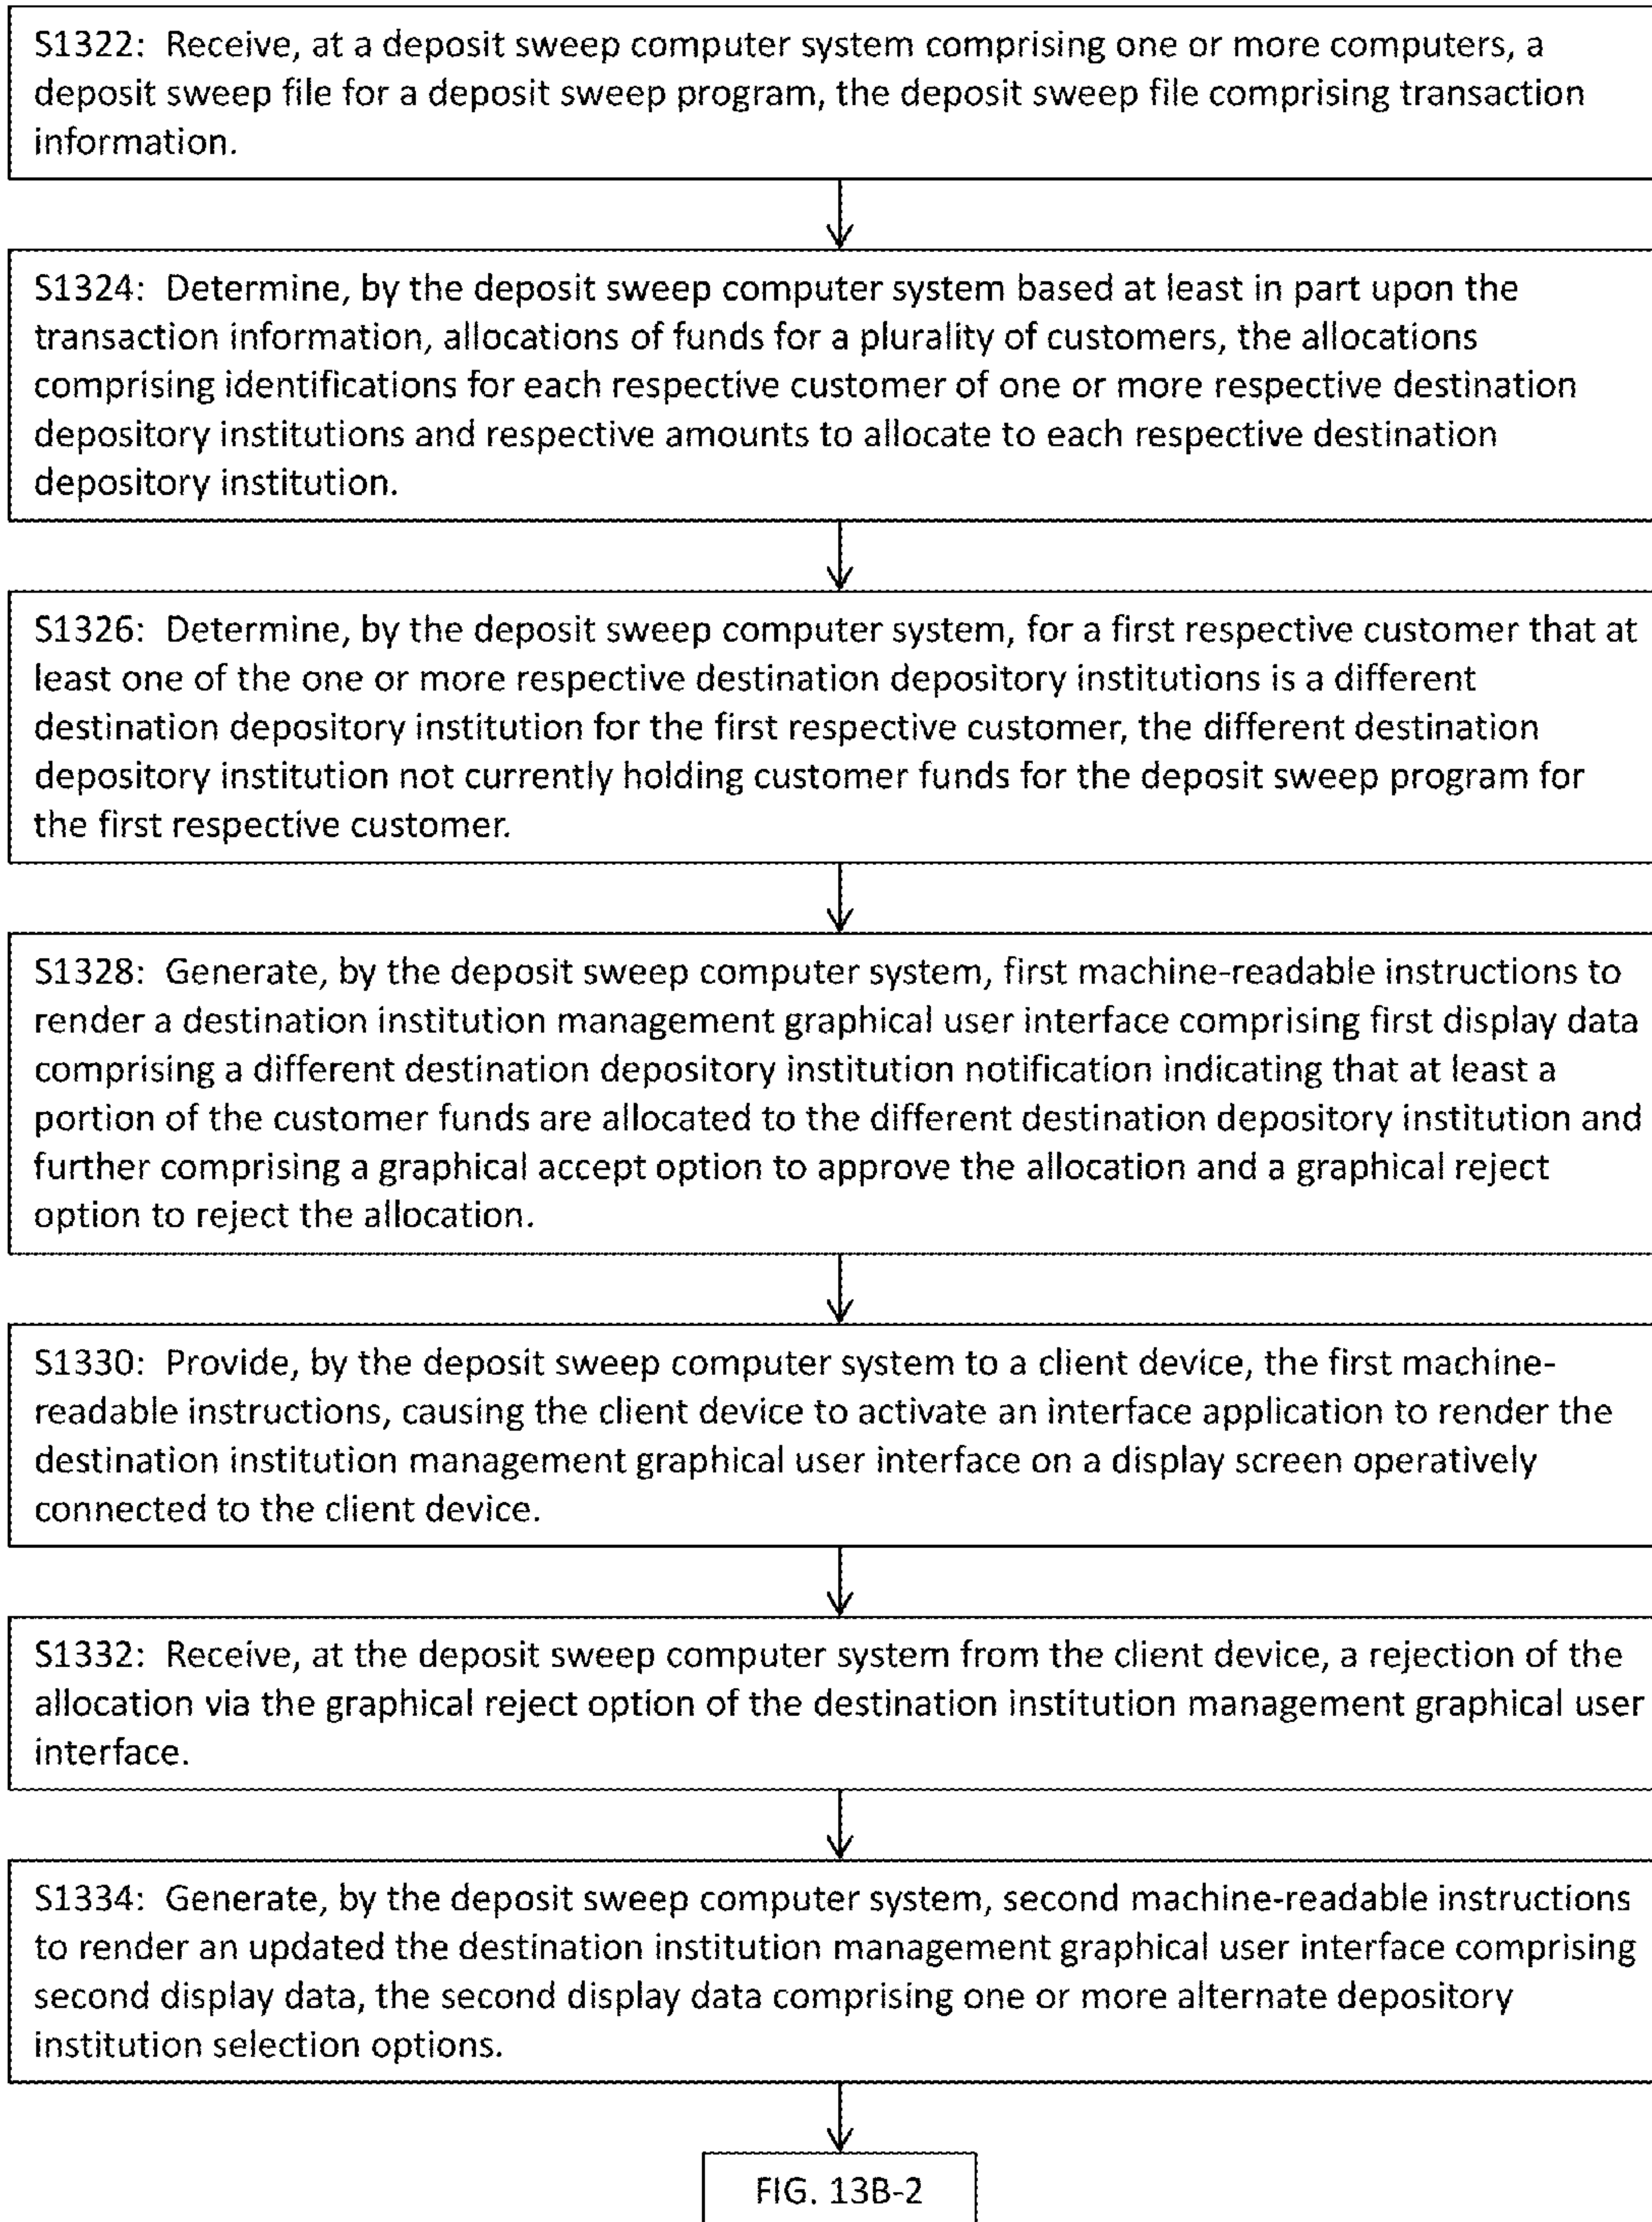 S1322: Receive, at a deposit sweep computer system comprising one or more computers, a
deposit sweep file for a deposit sweep program, the deposit sweep file comprising transaction
information.
S1324: Determine, by the deposit sweep computer system based at least in part upon the
transaction information, allocations of funds for a plurality of customers, the allocations
comprising identifications for each respective customer of one or more respective destination
depository institutions and respective amounts to allocate to each respective destination
depository institution.
S1326: Determine, by the deposit sweep computer system, for a first respective customer that at
least one of the one or more respective destination depository institutions is a different
destination depository institution for the first respective customer, the different destination
depository institution not currently holding customer funds for the deposit sweep program for
the first respective customer.
S1328: Generate, by the deposit sweep computer system, first machine-readable instructions to
render a destination institution management graphical user interface comprising first display data
comprising a different destination depository institution notification indicating that at least a
portion of the customer funds are allocated to the different destination depository institution and
further comprising a graphical accept option to approve the allocation and a graphical reject
option to reject the allocation.
S1330: Provide, by the deposit sweep computer system to a client device, the first machine-
readable instructions, causing the client device to activate an interface application to render the
destination institution management graphical user interface on a display screen operatively
connected to the client device.
S1332: Receive, at the deposit sweep computer system from the client device, a rejection of the
allocation via the graphical reject option of the destination institution management graphical user
interface.
S1334: Generate, by the deposit sweep computer system, second machine-readable instructions
to render an updated the destination institution management graphical user interface comprising
second display data, the second display data comprising one or more alternate depository
institution selection options.
FIG. 13B-2